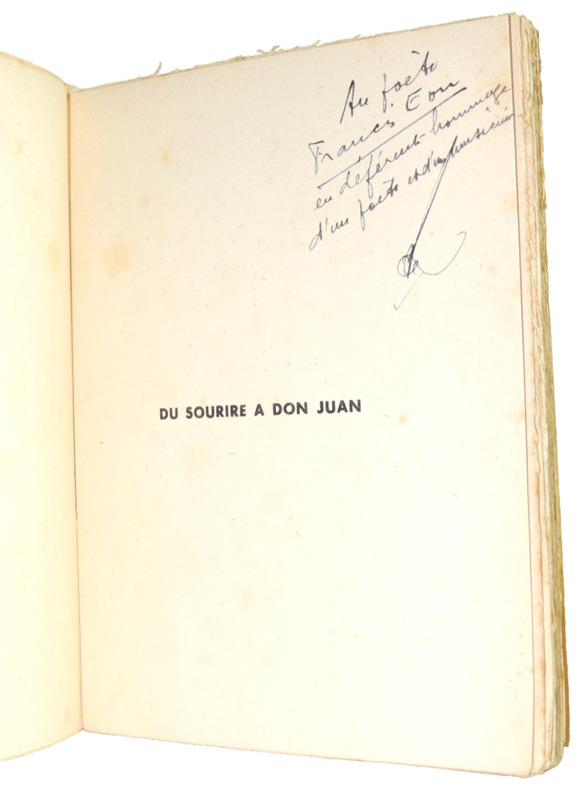 Au poète
Francis Eon
en déférent hommage
d'un poète et d'un musicien
DU SOURIRE A DON JUAN